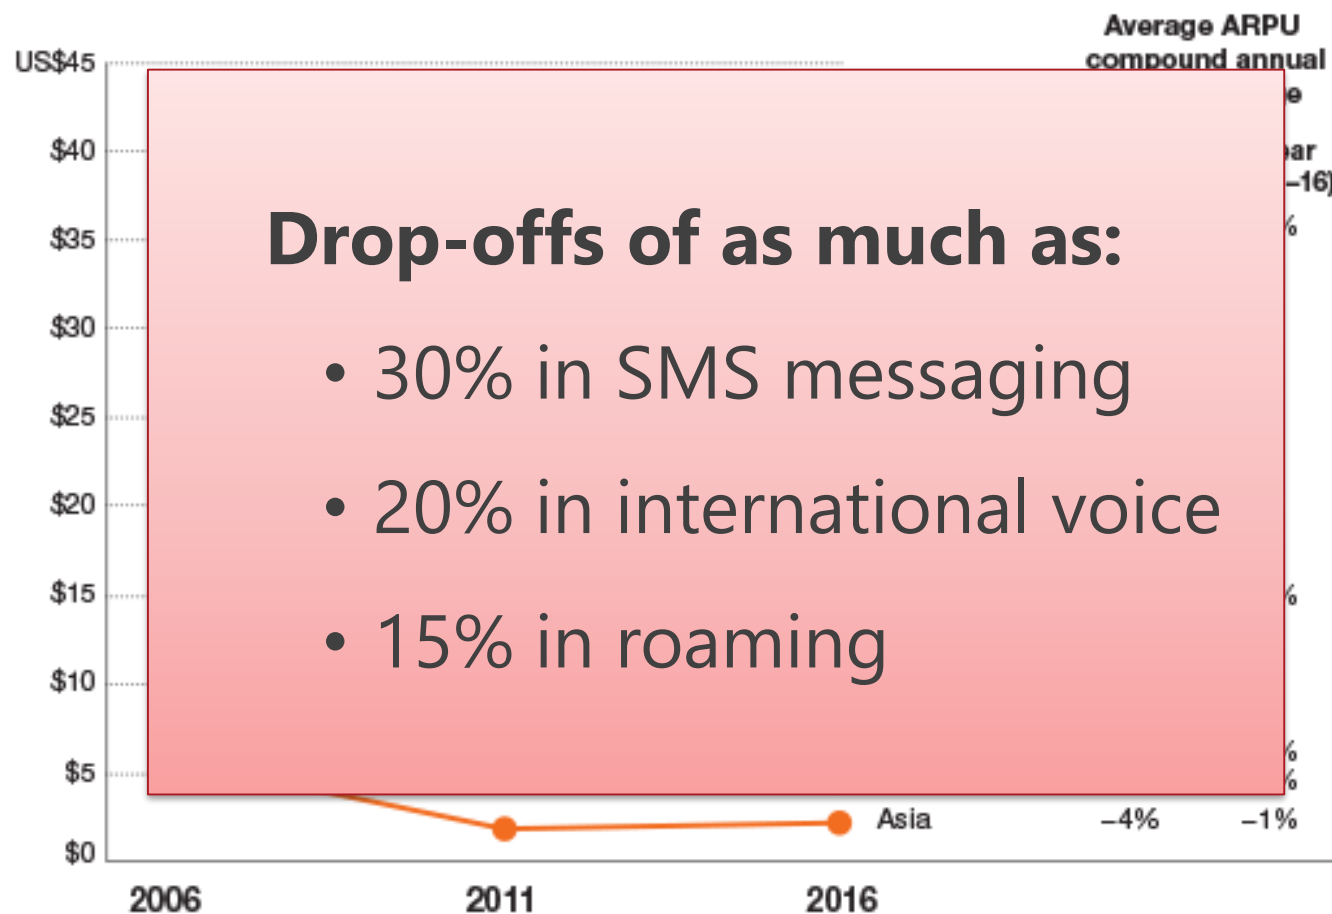 Average ARPU
US$45
compound annual
$40
–16)
$35
%
Drop-offs of as much as:
$30
• 30% in SMS messaging
$25
$20
• 20% in international voice
$15
%
• 15% in roaming
$10
%
$5
%
Asia –4% –1%
$0
2006 2011 2016